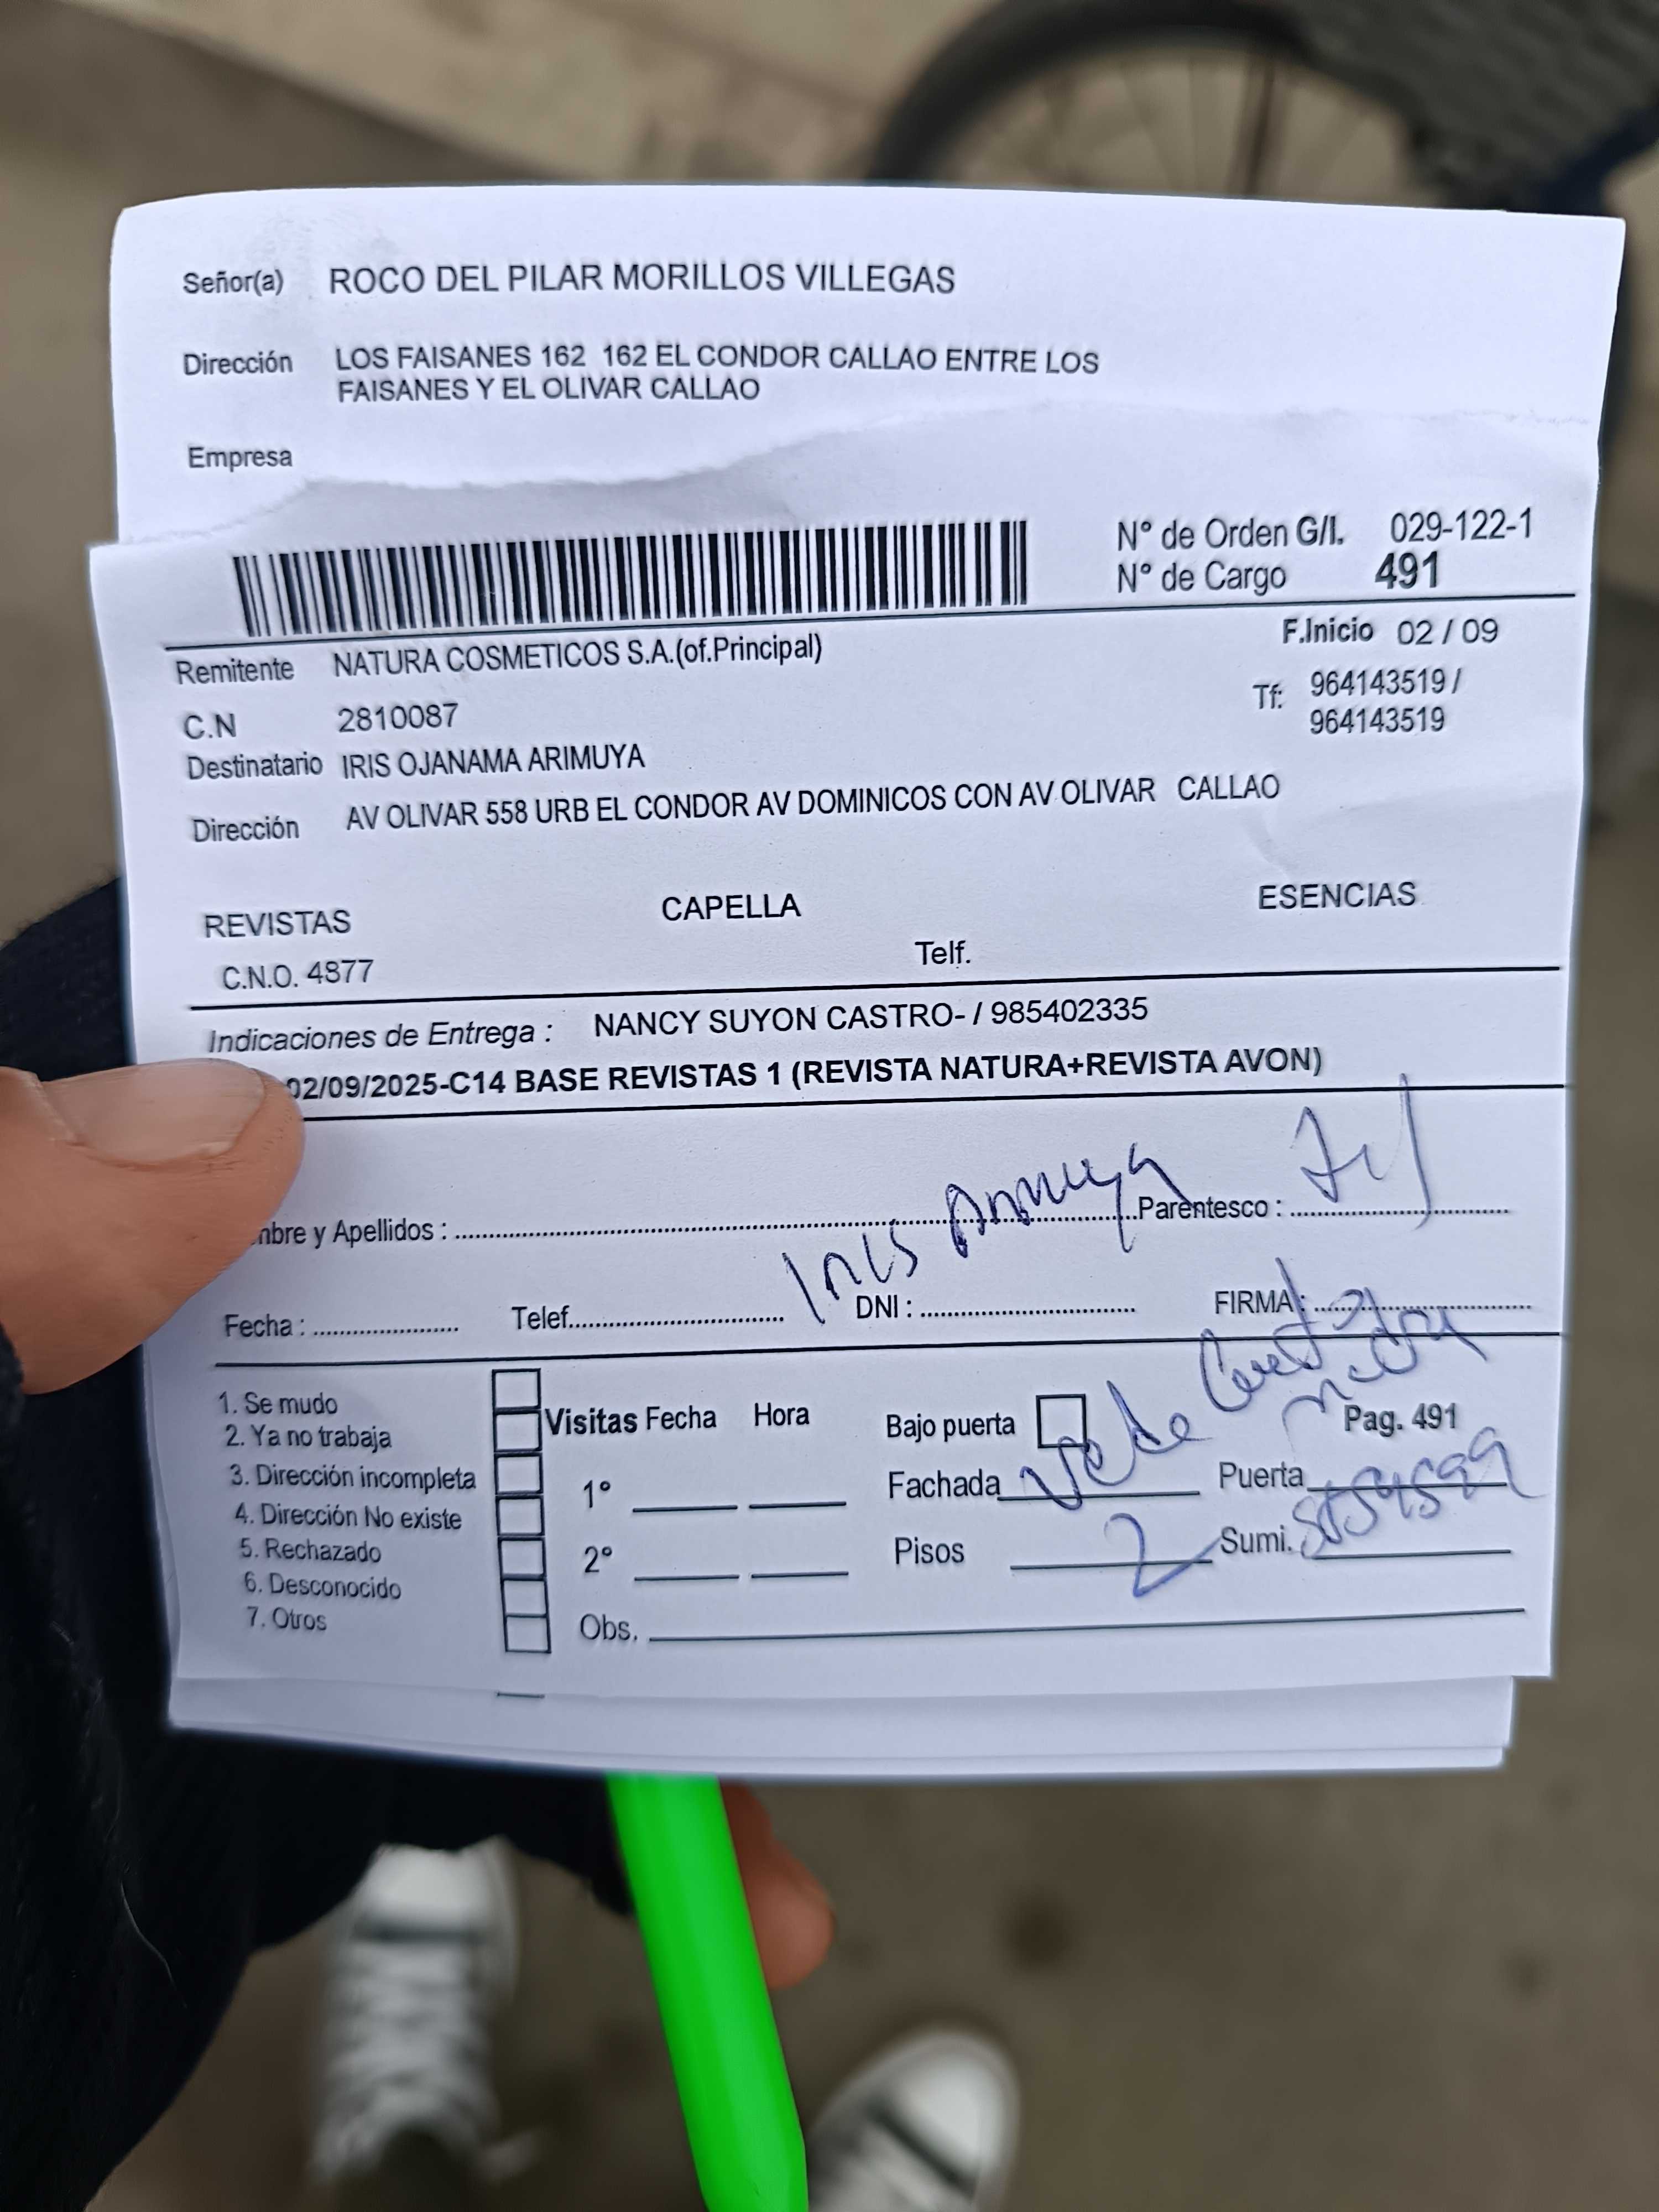 Señor(a) ROCO DEL PILAR MORILLOS VILLEGAS
Dirección LOS FAISANES 162 162 EL CONDOR CALLAO ENTRE LOS
FAISANES Y EL OLIVAR CALLAO
Empresa
N° de Orden G/I. 029-122-1
N° de Cargo 491
F.Inicio 02 / 09
Remitente NATURA COSMETICOS S.A.(of.Principal)
Tf: 964143519 /
964143519
C.N 2810087
Destinatario IRIS OJANAMA ARIMUYA
Dirección AV OLIVAR 558 URB EL CONDOR AV DOMINICOS CON AV OLIVAR CALLAO
REVISTAS CAPELLA ESENCIAS
C.N.O. 4877 Telf.
Indicaciones de Entrega : NANCY SUYON CASTRO- / 985402335
02/09/2025-C14 BASE REVISTAS 1 (REVISTA NATURA+REVISTA AVON)
mbre y Apellidos : Iris Arimuya Parentesco :
Fecha : Telef. DNI : FIRMA :
1. Se mudo
2. Ya no trabaja
3. Dirección incompleta
4. Dirección No existe
5. Rechazado
6. Desconocido
7. Otros
Visitas Fecha Hora
1°
2°
Obs.
Bajo puerta Pag. 491
Fachada Puerta
Pisos 2 Sumi.